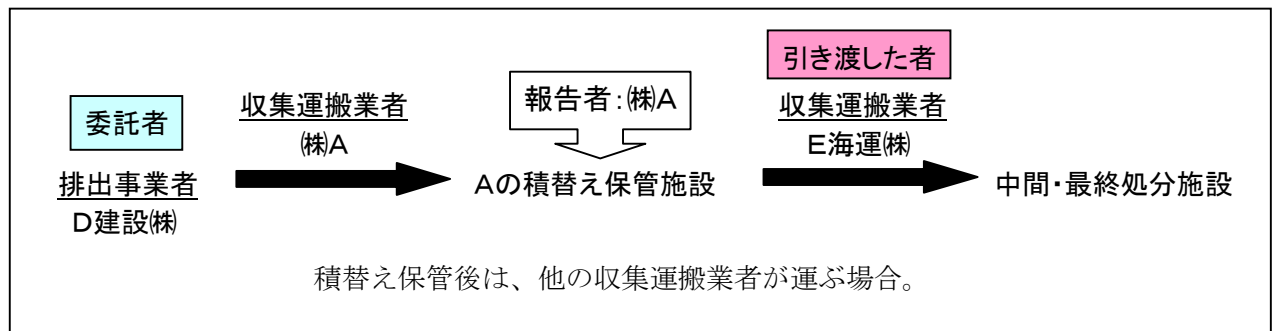 委託者
排出事業者
D建設㈱
収集運搬業者
㈱A
報告者:㈱A
Aの積替え保管施設
引き渡した者
収集運搬業者
E海運㈱
中間・最終処分施設
積替え保管後は、他の収集運搬業者が運ぶ場合。